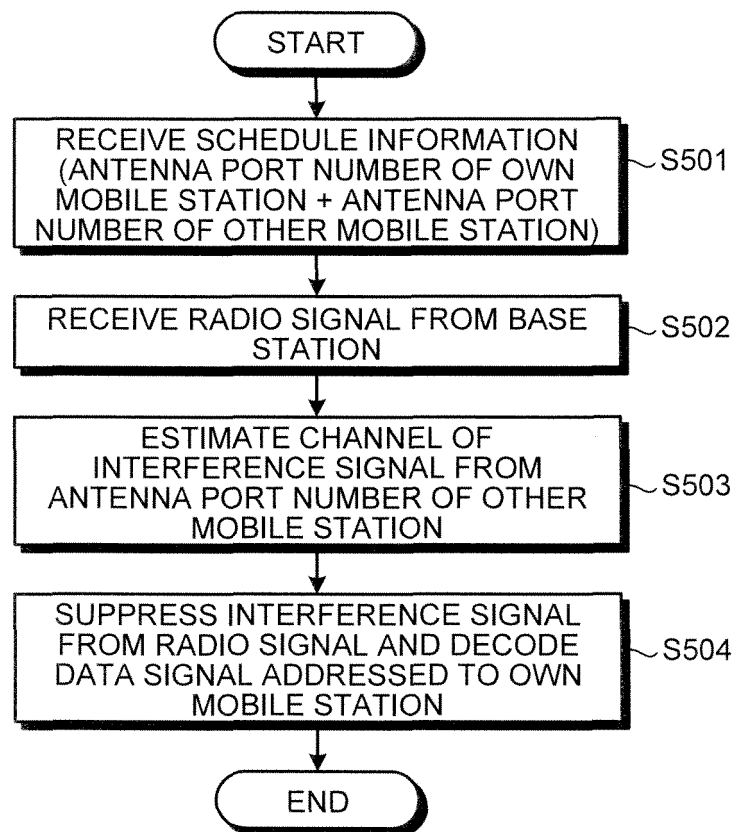 START
RECEIVE SCHEDULE INFORMATION
(ANTENNA PORT NUMBER OF OWN
MOBILE STATION + ANTENNA PORT
NUMBER OF OTHER MOBILE STATION)
S501
RECEIVE RADIO SIGNAL FROM BASE
STATION
S502
ESTIMATE CHANNEL OF
INTERFERENCE SIGNAL FROM
ANTENNA PORT NUMBER OF OTHER
MOBILE STATION
S503
SUPPRESS INTERFERENCE SIGNAL
FROM RADIO SIGNAL AND DECODE
DATA SIGNAL ADDRESSED TO OWN
MOBILE STATION
S504
END